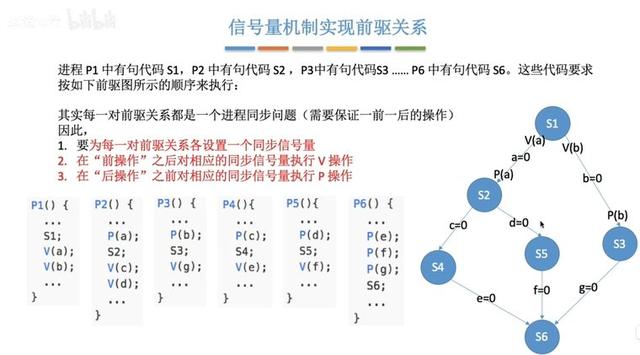 bilibili
信号量机制实现前驱关系
进程 P1 中有句代码 S1，P2 中有句代码 S2 ，P3中有句代码S3 …… P6 中有句代码 S6。这些代码要求
按如下前驱图所示的顺序来执行：
其实每一对前驱关系都是一个进程同步问题（需要保证一前一后的操作）
因此，
1. 要为每一对前驱关系各设置一个同步信号量
2. 在“前操作”之后对相应的同步信号量执行 V 操作
3. 在“后操作”之前对相应的同步信号量执行 P 操作
P1() {
...
S1;
V(a);
V(b);
...
}
P2() {
...
P(a);
S2;
V(c);
V(d);
...
}
P3() {
...
P(b);
S3;
V(g);
...
}
P4(){
...
P(c);
S4;
V(e);
...
}
P5(){
...
P(d);
S5;
V(f);
...
}
P6() {
...
P(e);
P(f);
P(g);
S6;
...
}
S1
V(a)
V(b)
a=0
P(a)
b=0
S2
P(b)
c=0
d=0
S3
S4
S5
e=0
f=0
g=0
S6